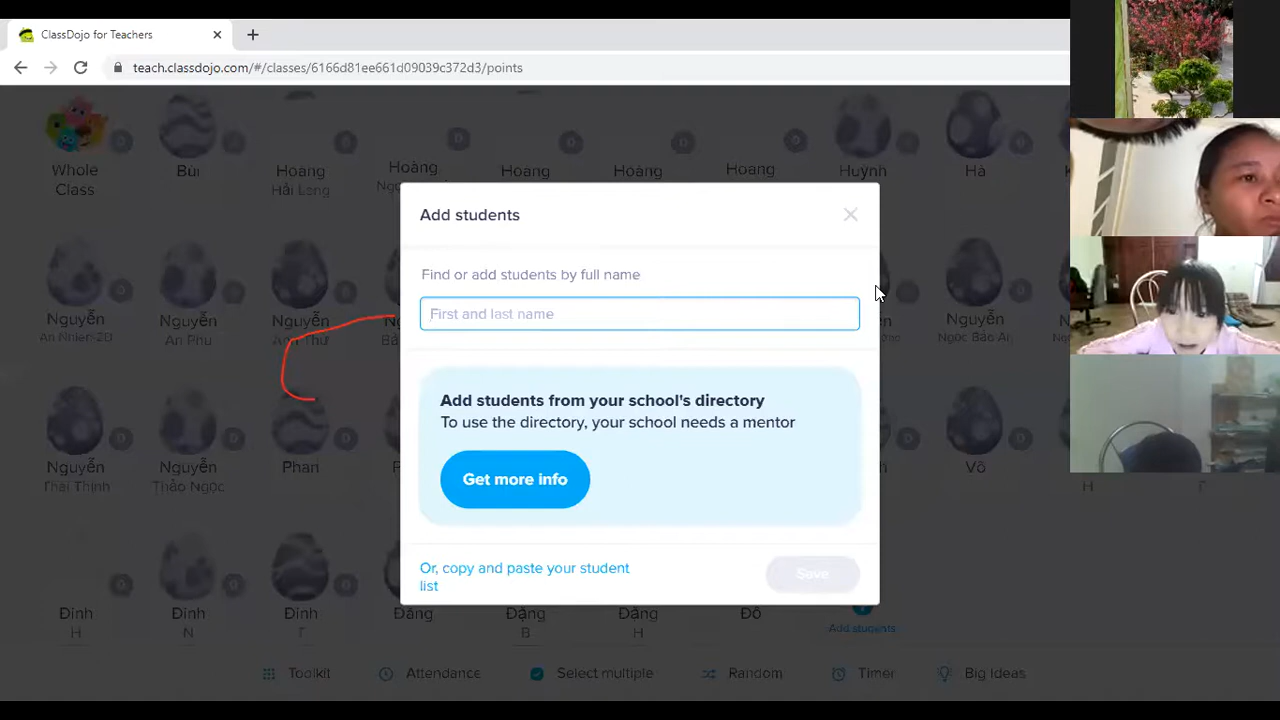 ClassDojo for Teachers
teach.classdojo.com/#/classes/6166d81ee661d09039c372d3/points
Whole Class
Bùi
Hoàng Hải Long
Hoàng
Hoàng
Hoàng
Hoàng
Huỳnh
Hà
Add students
Find or add students by full name
First and last name
Nguyễn An Nhiên-2D
Nguyễn An Phú
Nguyễn Anh Thư
Nguyễn
Add students from your school's directory
To use the directory, your school needs a mentor
Get more info
Nguyễn Thái Thịnh
Nguyễn Thảo Ngọc
Phan
Võ
H
T
Or, copy and paste your student
list
Save
Đinh H
Đinh N
Đinh T
Đặng
Đặng B
Đặng H
Đỗ
Add students
Toolkit
Attendance
Select multiple
Random
Timer
Big Ideas